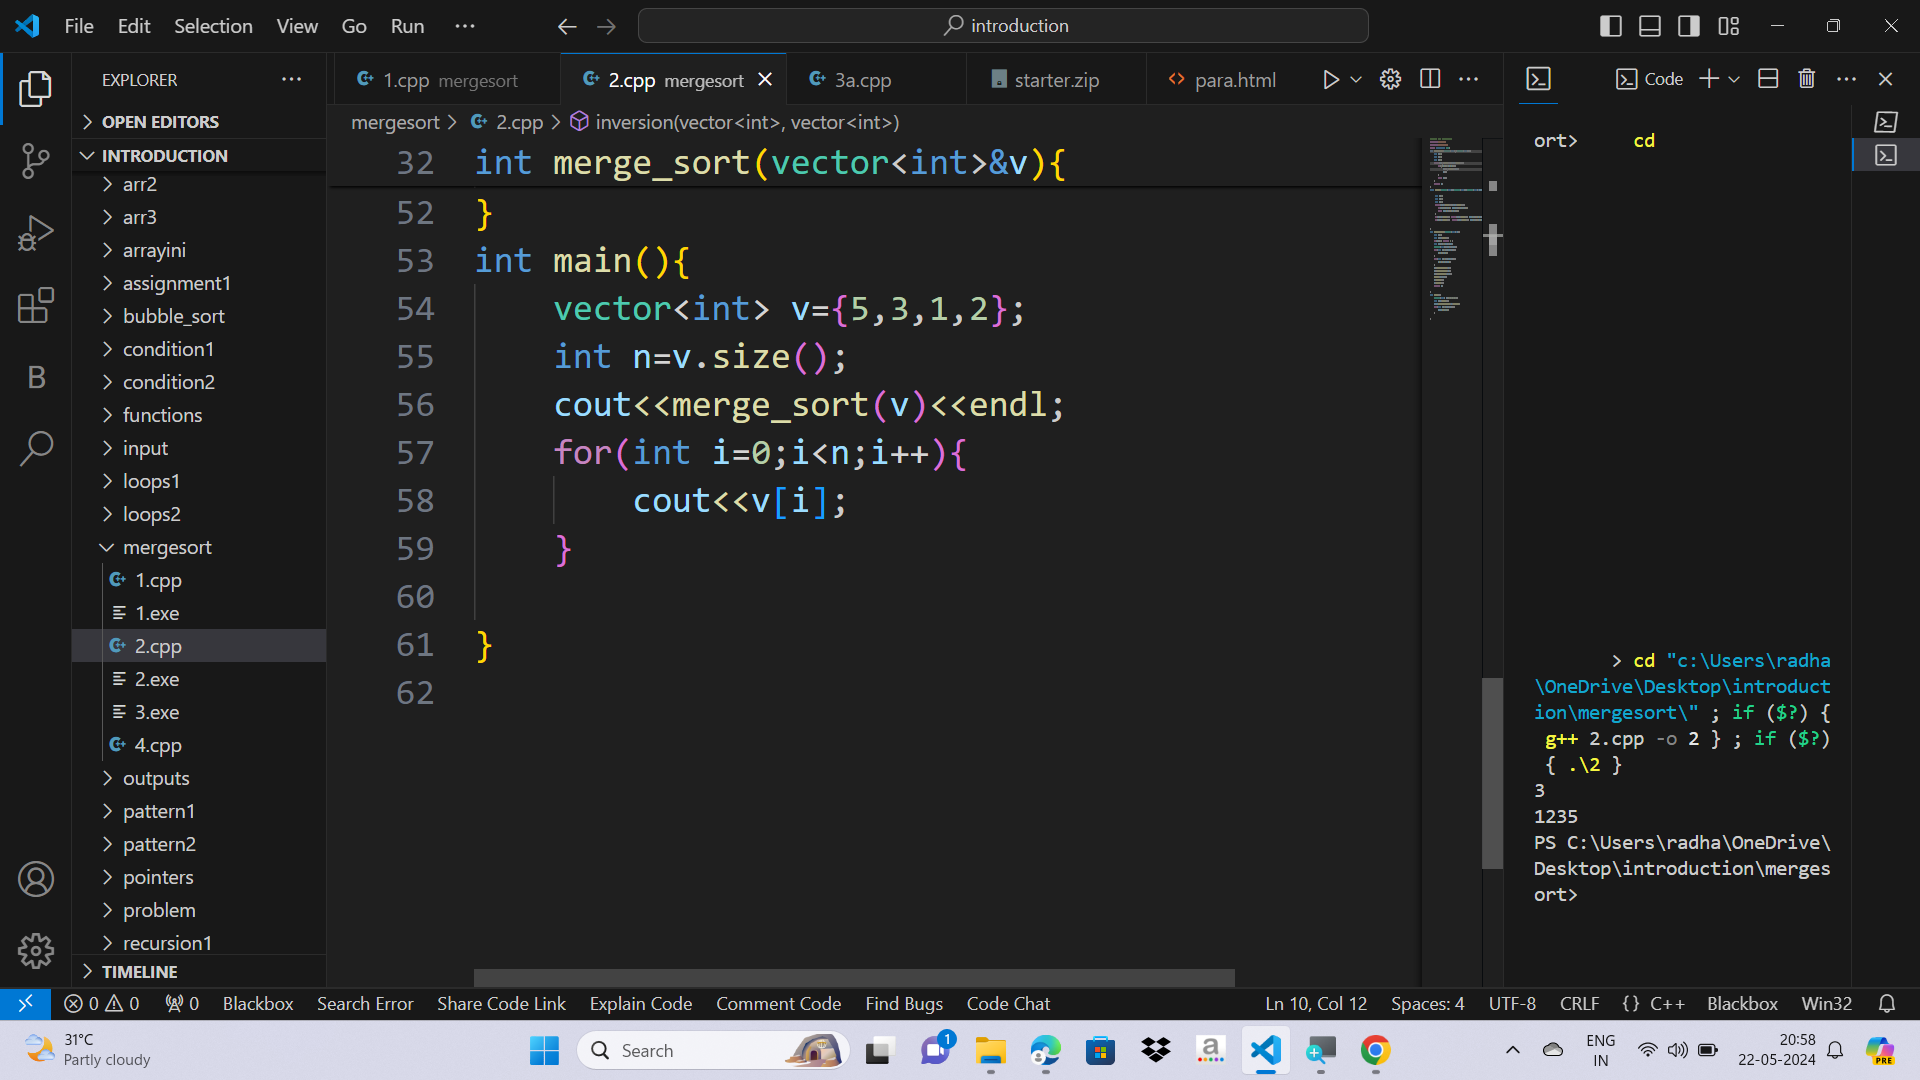 File Edit Selection View Go Run ··· introduction
EXPLORER ···
OPEN EDITORS
INTRODUCTION
arr2
arr3
arrayini
assignment1
bubble_sort
condition1
condition2
functions
input
loops1
loops2
mergesort
1.cpp
1.exe
2.cpp
2.exe
3.exe
4.cpp
outputs
pattern1
pattern2
pointers
problem
recursion1
TIMELINE
B
1.cpp mergesort 2.cpp mergesort 3a.cpp starter.zip para.html
mergesort > 2.cpp > inversion(vector<int>, vector<int>)
32 int merge_sort(vector<int>&v){
52 }
53 int main(){
54 vector<int> v={5,3,1,2};
55 int n=v.size();
56 cout<<merge_sort(v)<<endl;
57 for(int i=0;i<n;i++){
58 cout<<v[i];
59 }
60
61 }
62
Code
ort> cd
> cd "c:\Users\radha
\OneDrive\Desktop\introduct
ion\mergesort\" ; if ($?) {
g++ 2.cpp -o 2 } ; if ($?)
{ .\2 }
3
1235
PS C:\Users\radha\OneDrive\
Desktop\introduction\merges
ort>
0 0 0 Blackbox Search Error Share Code Link Explain Code Comment Code Find Bugs Code Chat Ln 10, Col 12 Spaces: 4 UTF-8 CRLF {} C++ Blackbox Win32
31°C
Partly cloudy
Search
1
a
ENG
IN
20:58
22-05-2024
PRE